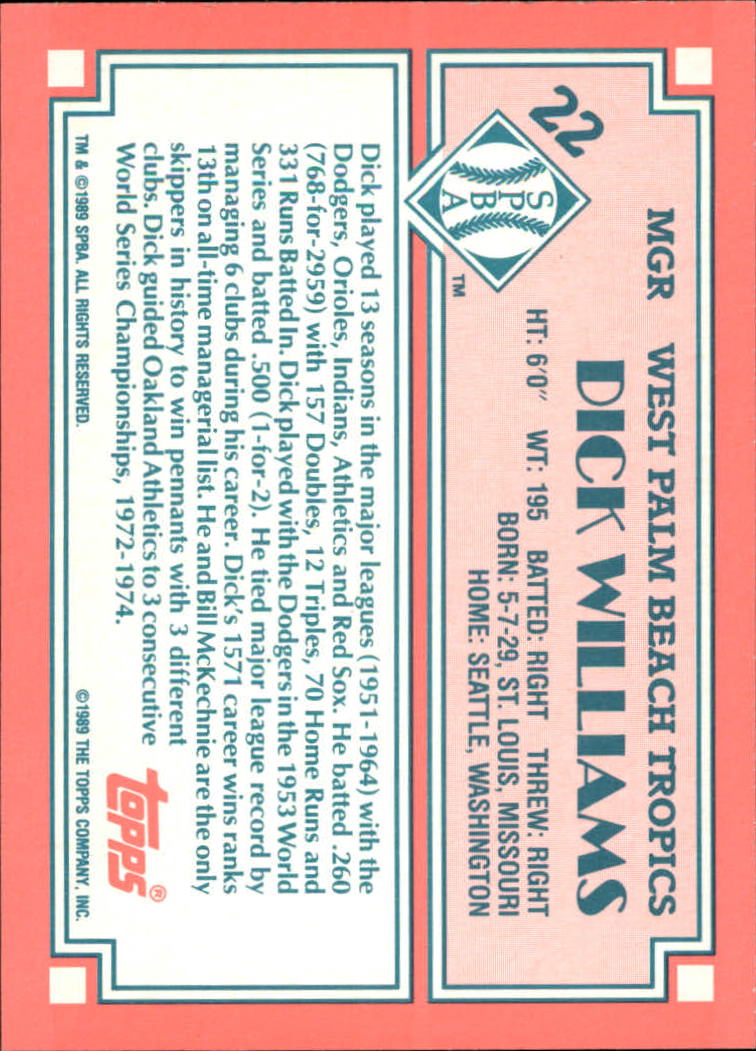 22
MGR WEST PALM BEACH TROPICS
DICK WILLIAMS
HT: 6'0" WT: 195 BATTED: RIGHT THREW: RIGHT
BORN: 5-7-29, ST. LOUIS, MISSOURI
HOME: SEATTLE, WASHINGTON
S P B A
TM
Dick played 13 seasons in the major leagues (1951-1964) with the
Dodgers, Orioles, Indians, Athletics and Red Sox. He batted .260
(768-for-2959) with 157 Doubles, 12 Triples, 70 Home Runs and
331 Runs Batted In. Dick played with the Dodgers in the 1953 World
Series and batted .500 (1-for-2). He tied major league record by
managing 6 clubs during his career. Dick's 1571 career wins ranks
13th on all-time managerial list. He and Bill McKechnie are the only
skippers in history to win pennants with 3 different
clubs. Dick guided Oakland Athletics to 3 consecutive
World Series Championships, 1972-1974.
topps®
TM & ©1989 SPBA. ALL RIGHTS RESERVED.
©1989 THE TOPPS COMPANY, INC.